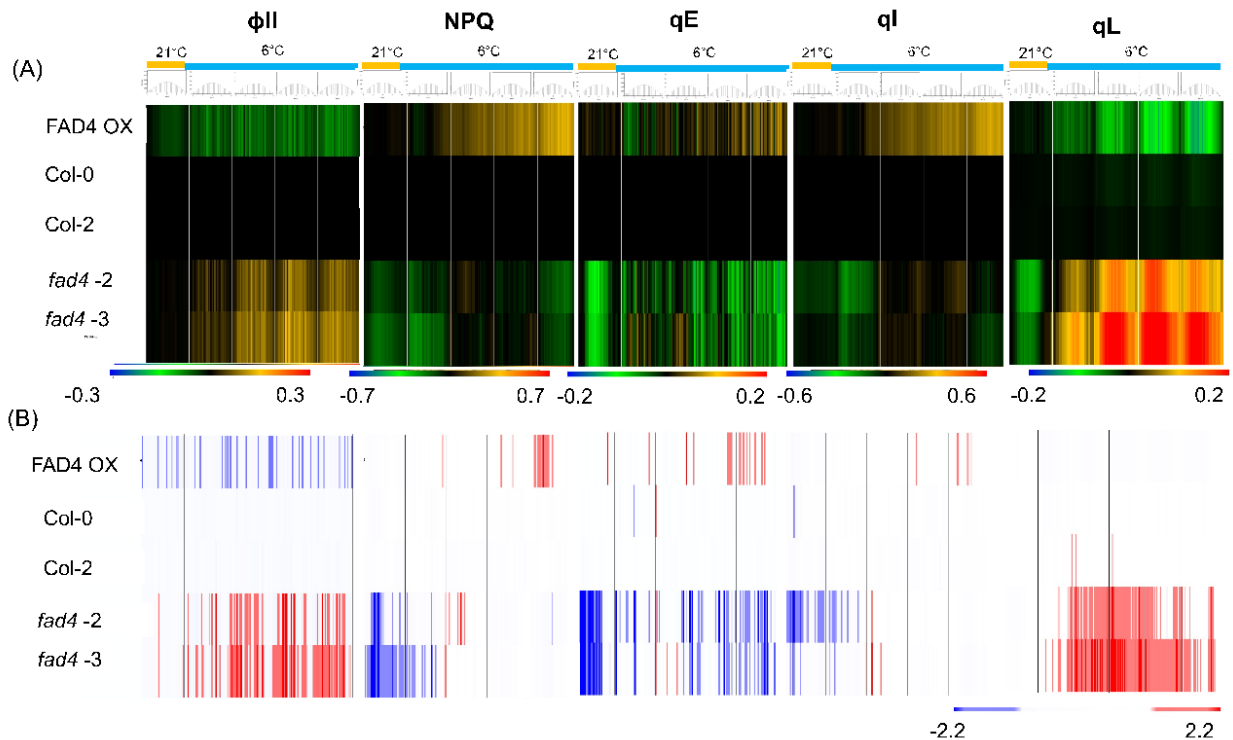 ϕII NPQ qE qI qL
21°C 6°C 21°C 6°C 21°C 6°C 21°C 6°C 21°C 6°C
(A)
FAD4 OX
Col-0
Col-2
fad4 -2
fad4 -3
-0.3 0.3 -0.7 0.7 -0.2 0.2 -0.6 0.6 -0.2 0.2
(B)
FAD4 OX
Col-0
Col-2
fad4 -2
fad4 -3
-2.2 2.2